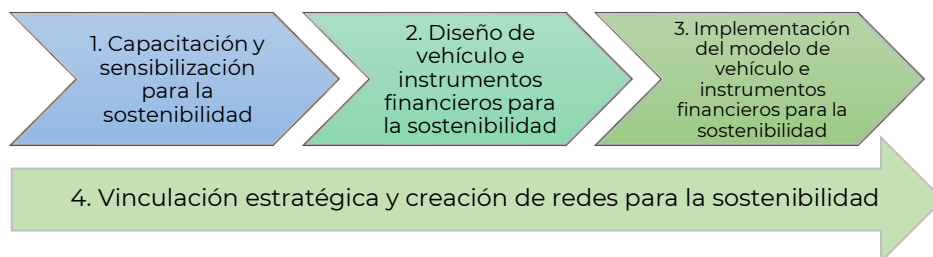 1. Capacitación y
sensibilización
para la
sostenibilidad
2. Diseño de
vehículo e
instrumentos
financieros para
la sostenibilidad
3. Implementación
del modelo de
vehículo e
instrumentos
financieros para la
sostenibilidad
4. Vinculación estratégica y creación de redes para la sostenibilidad